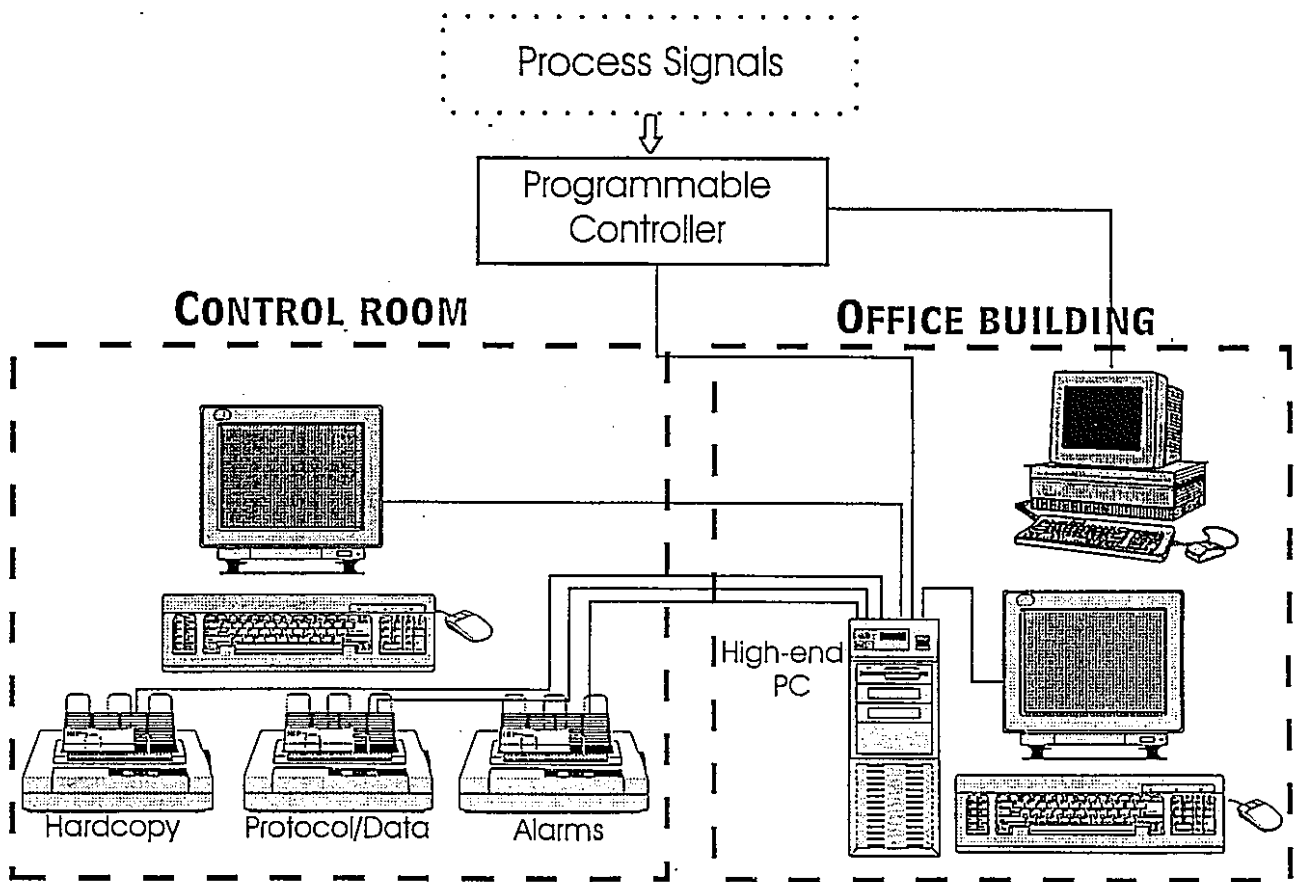 Process Signals
Programmable
Controller
CONTROL ROOM
OFFICE BUILDING
High-end
PC
Hardcopy
Protocol/Data
Alarms